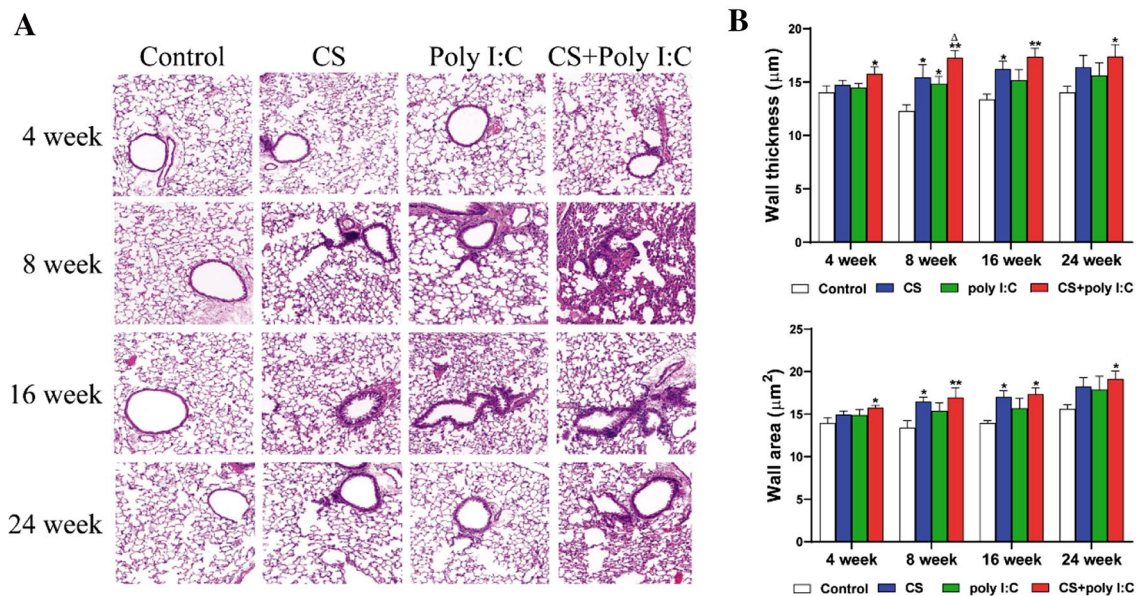 A
Control CS Poly I:C CS+Poly I:C
4 week
8 week
16 week
24 week
B
Wall thickness (μm)
20
15
10
5
0
* * * ** Δ * ** *
4 week 8 week 16 week 24 week
Control CS poly I:C CS+poly I:C
Wall area (μm²)
25
20
15
10
5
0
* * ** * * *
4 week 8 week 16 week 24 week
Control CS poly I:C CS+poly I:C